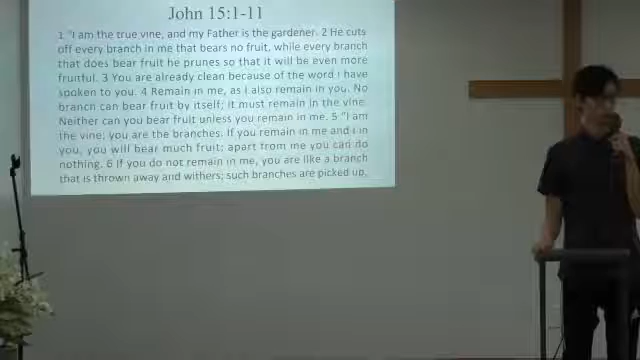 John 15:1-11
1 "I am the true vine, and my Father is the gardener. 2 He cuts
off every branch in me that bears no fruit, while every branch
that does bear fruit he prunes so that it will be even more
fruitful. 3 You are already clean because of the word I have
spoken to you. 4 Remain in me, as I also remain in you. No
branch can bear fruit by itself; it must remain in the vine.
Neither can you bear fruit unless you remain in me. 5 "I am
the vine; you are the branches. If you remain in me and I in
you, you will bear much fruit; apart from me you can do
nothing. 6 If you do not remain in me, you are like a branch
that is thrown away and withers; such branches are picked up,